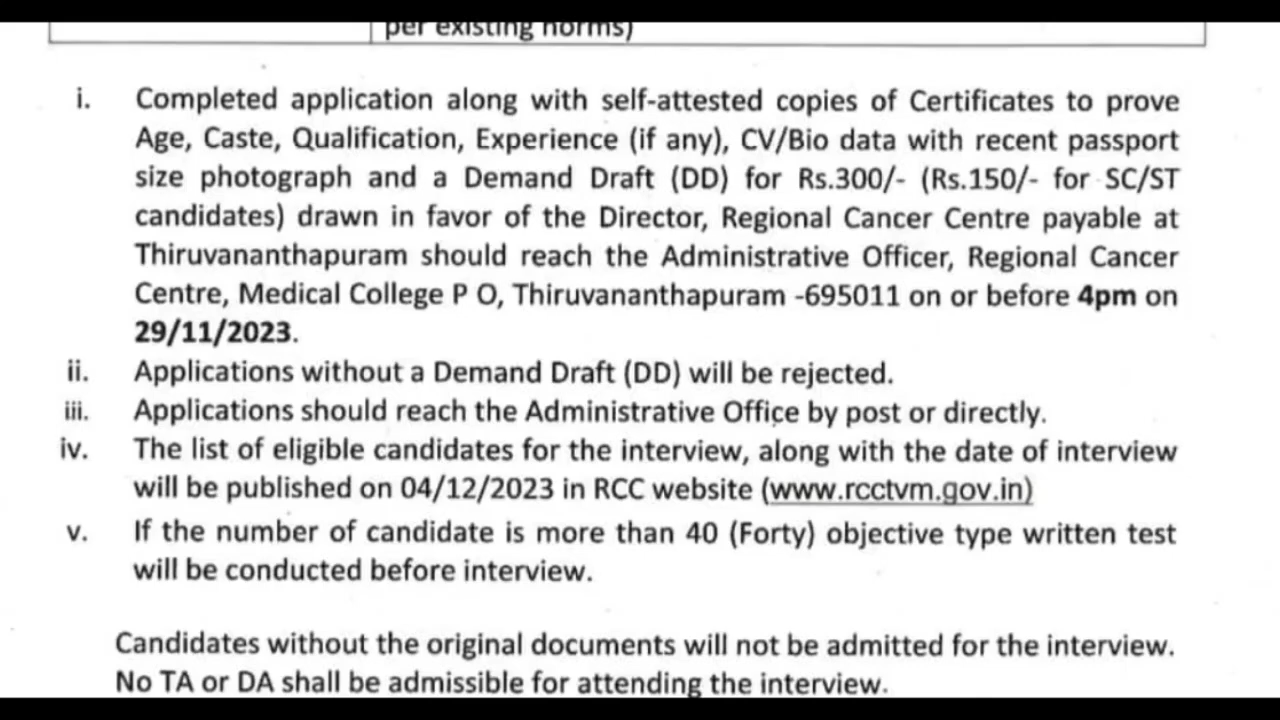 per existing norms)
i. Completed application along with self-attested copies of Certificates to prove
Age, Caste, Qualification, Experience (if any), CV/Bio data with recent passport
size photograph and a Demand Draft (DD) for Rs.300/- (Rs.150/- for SC/ST
candidates) drawn in favor of the Director, Regional Cancer Centre payable at
Thiruvananthapuram should reach the Administrative Officer, Regional Cancer
Centre, Medical College P O, Thiruvananthapuram -695011 on or before 4pm on
29/11/2023.
ii. Applications without a Demand Draft (DD) will be rejected.
iii. Applications should reach the Administrative Office by post or directly.
iv. The list of eligible candidates for the interview, along with the date of interview
will be published on 04/12/2023 in RCC website (www.rcctvm.gov.in)
v. If the number of candidate is more than 40 (Forty) objective type written test
will be conducted before interview.
Candidates without the original documents will not be admitted for the interview.
No TA or DA shall be admissible for attending the interview.